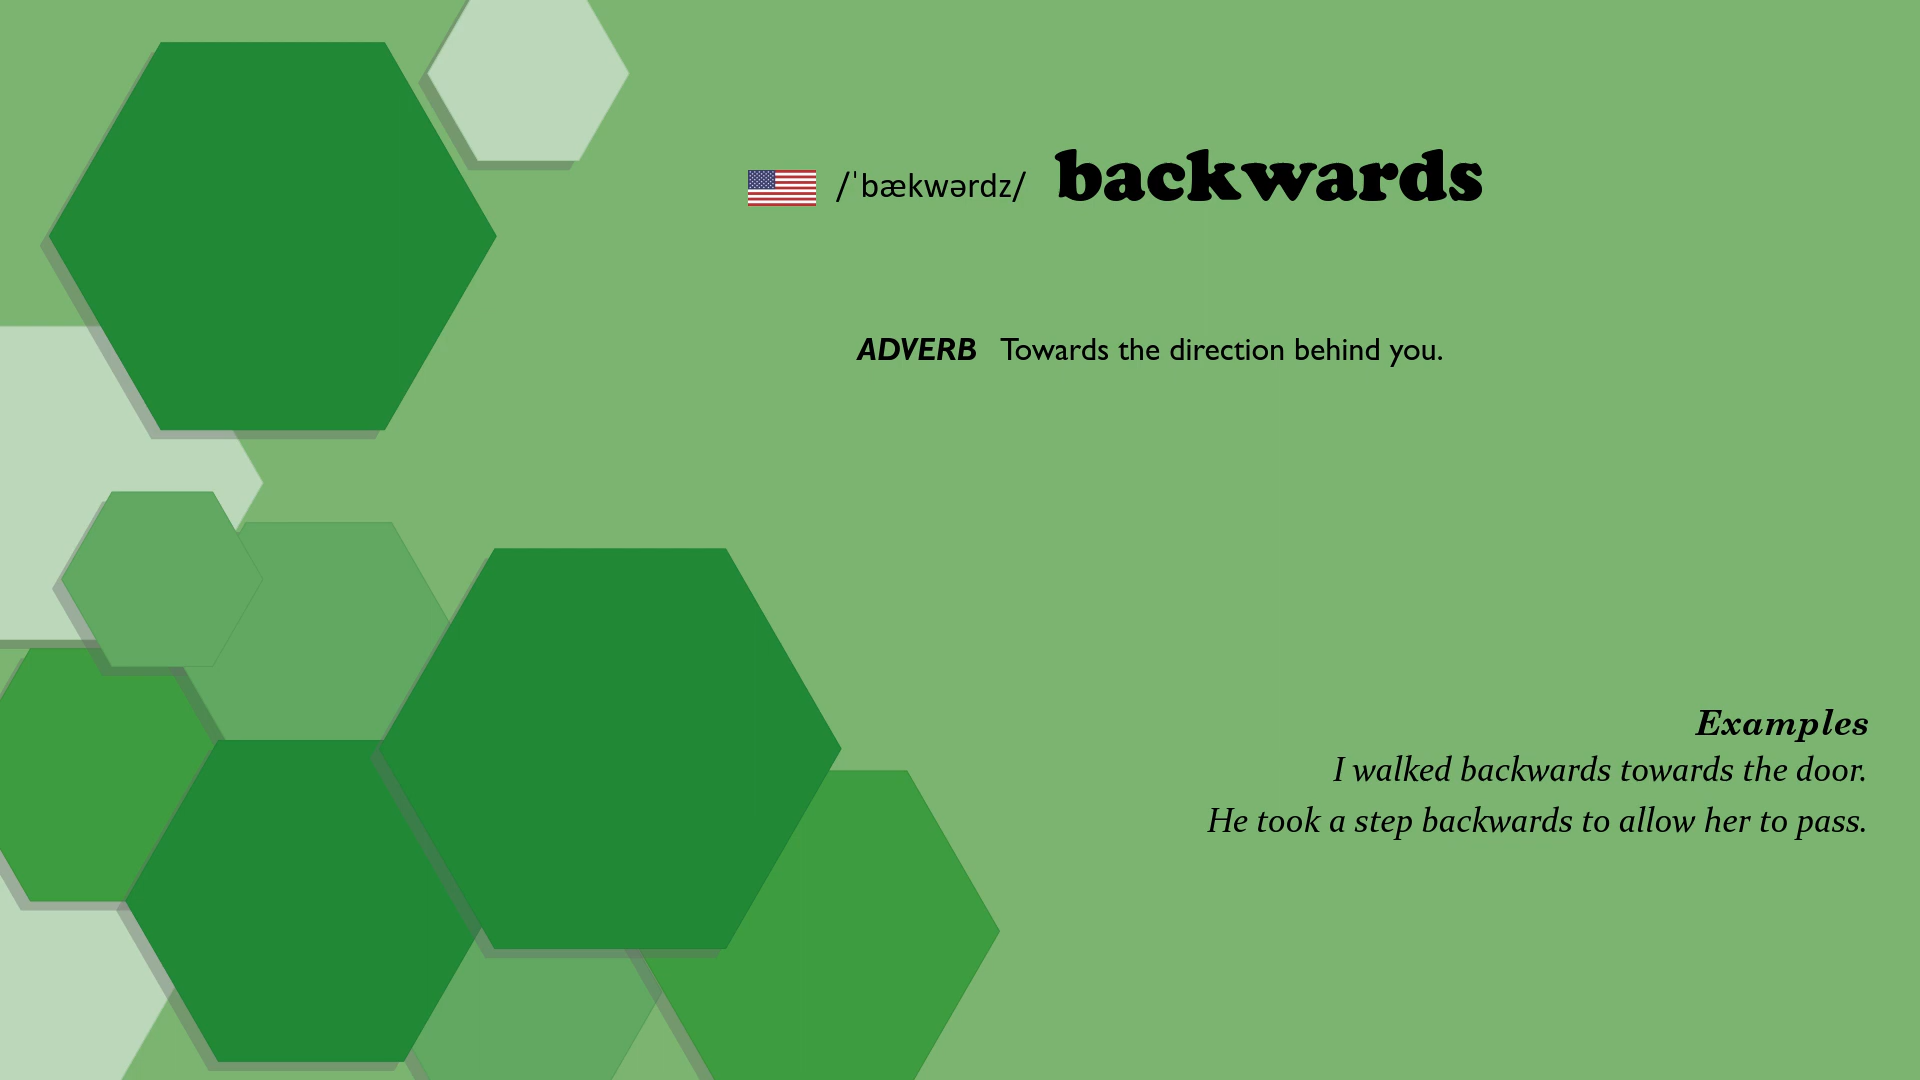 /ˈbækwərdz/ backwards
ADVERB Towards the direction behind you.
Examples
I walked backwards towards the door.
He took a step backwards to allow her to pass.